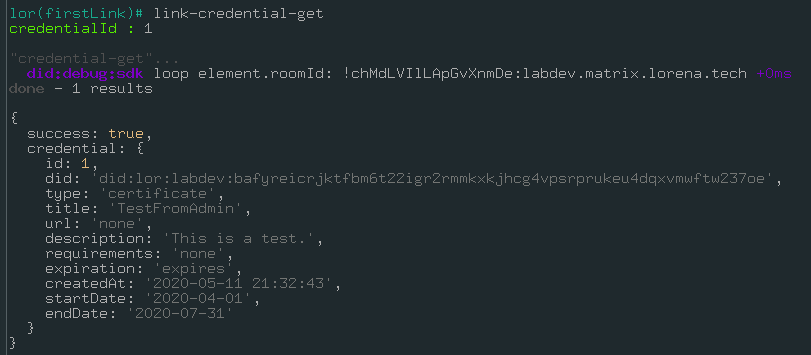 lor(firstLink)# link-credential-get
credentialId : 1
"credential-get"...
did:debug:sdk loop element.roomId: !chMdLVIlLApGvXnmDe:labdev.matrix.lorena.tech +0ms
done - 1 results
{
success: true,
credential: {
id: 1,
did: 'did:lor:labdev:bafyreicrjktfbm6t22igr2rmmkxkjhcg4vpsrprukeu4dqxvmwftw237oe',
type: 'certificate',
title: 'TestFromAdmin',
url: 'none',
description: 'This is a test.',
requirements: 'none',
expiration: 'expires',
createdAt: '2020-05-11 21:32:43',
startDate: '2020-04-01',
endDate: '2020-07-31'
}
}